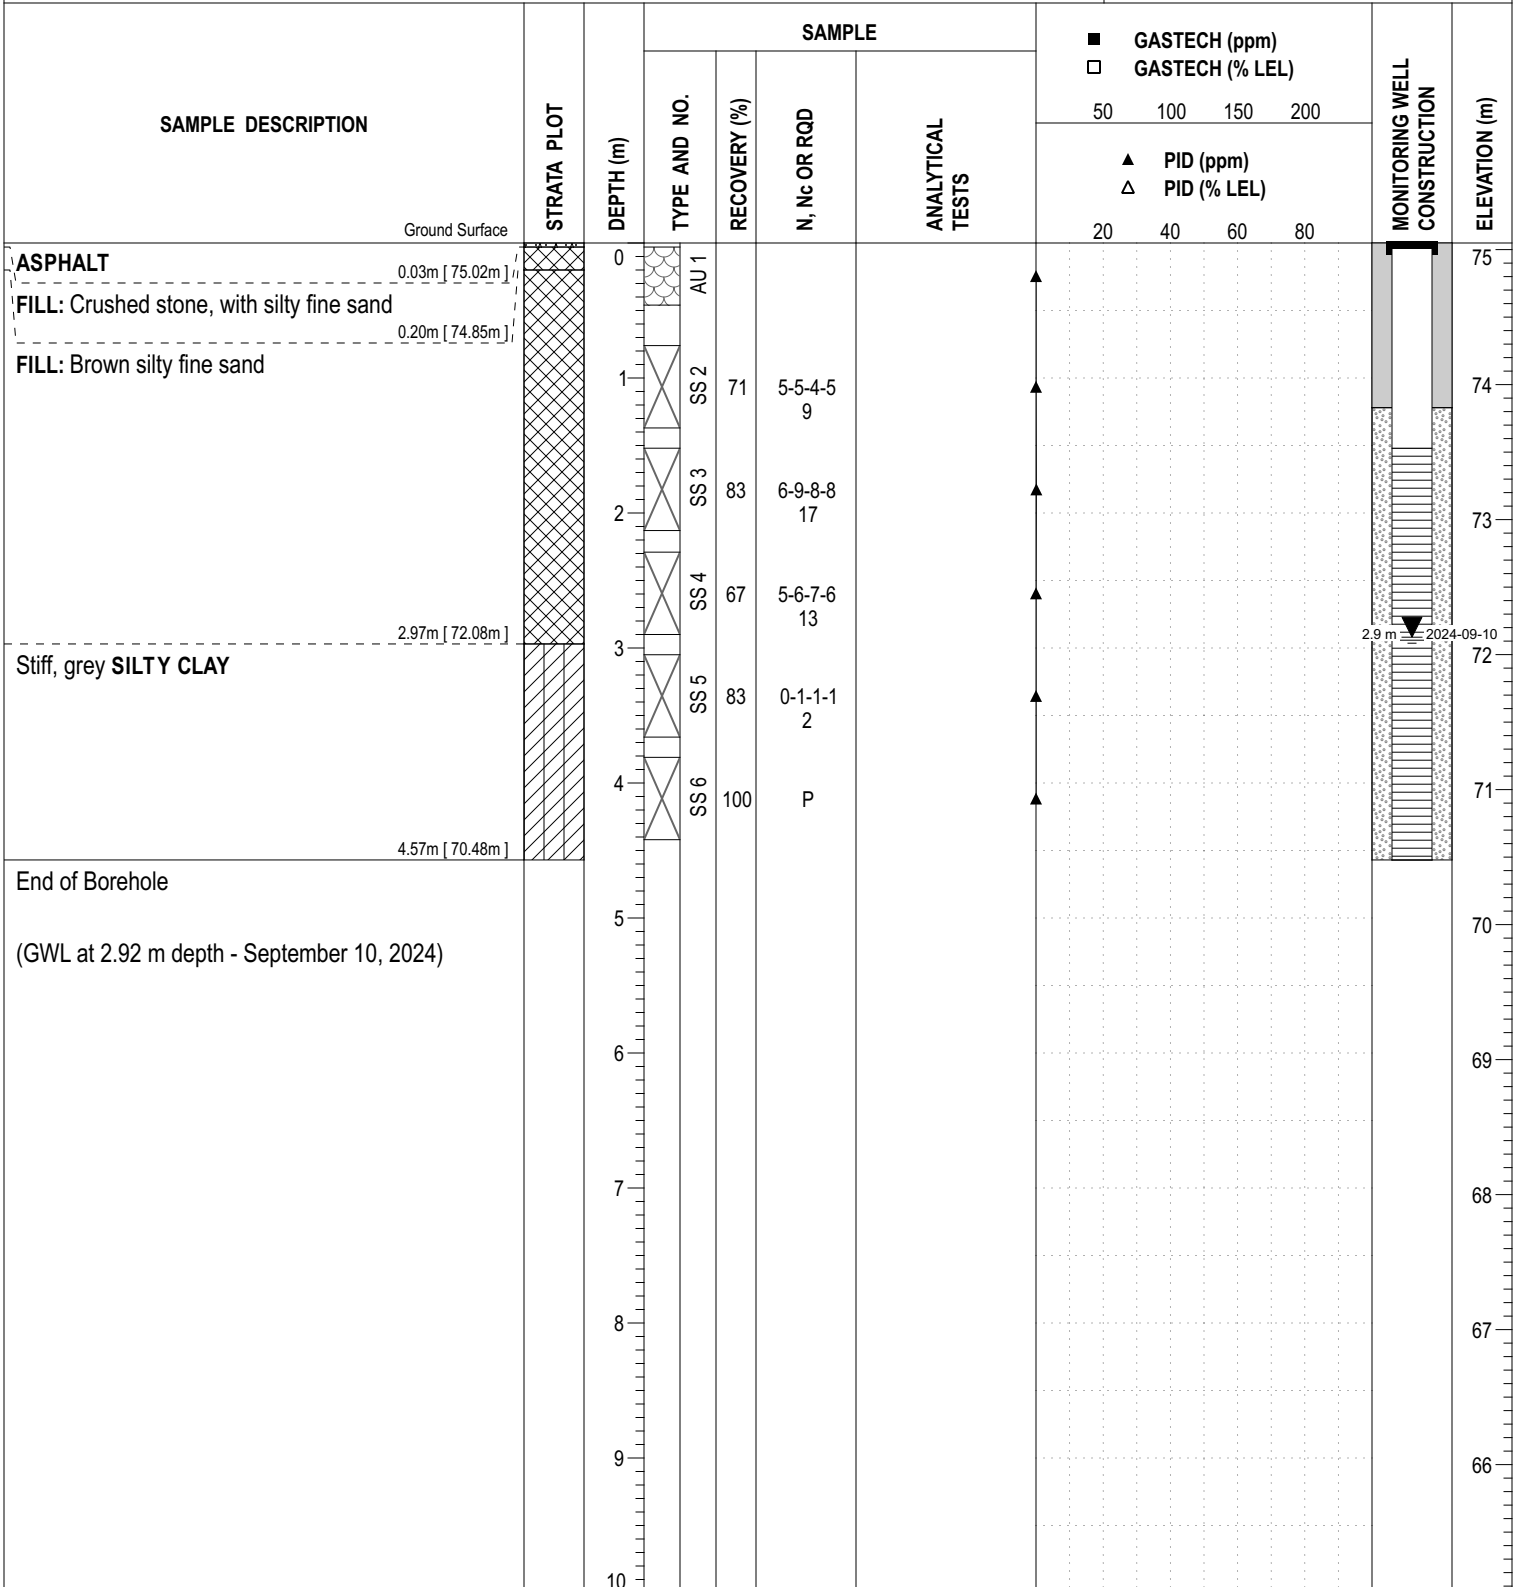 SAMPLE DESCRIPTION
Ground Surface
STRATA PLOT
DEPTH (m)
SAMPLE
TYPE AND NO.
RECOVERY (%)
N, Nc OR RQD
ANALYTICAL
TESTS
GASTECH (ppm)
GASTECH (% LEL)
50 100 150 200
PID (ppm)
PID (% LEL)
20 40 60 80
MONITORING WELL
CONSTRUCTION
ELEVATION (m)
ASPHALT
0.03m [ 75.02m ]
FILL: Crushed stone, with silty fine sand
0.20m [ 74.85m ]
FILL: Brown silty fine sand
2.97m [ 72.08m ]
Stiff, grey SILTY CLAY
4.57m [ 70.48m ]
End of Borehole
(GWL at 2.92 m depth - September 10, 2024)
0
1
2
3
4
5
6
7
8
9
10
AU 1
SS 2 71 5-5-4-5
9
SS 3 83 6-9-8-8
17
SS 4 67 5-6-7-6
13
SS 5 83 0-1-1-1
2
SS 6 100 P
2.9 m 2024-09-10
75
74
73
72
71
70
69
68
67
66